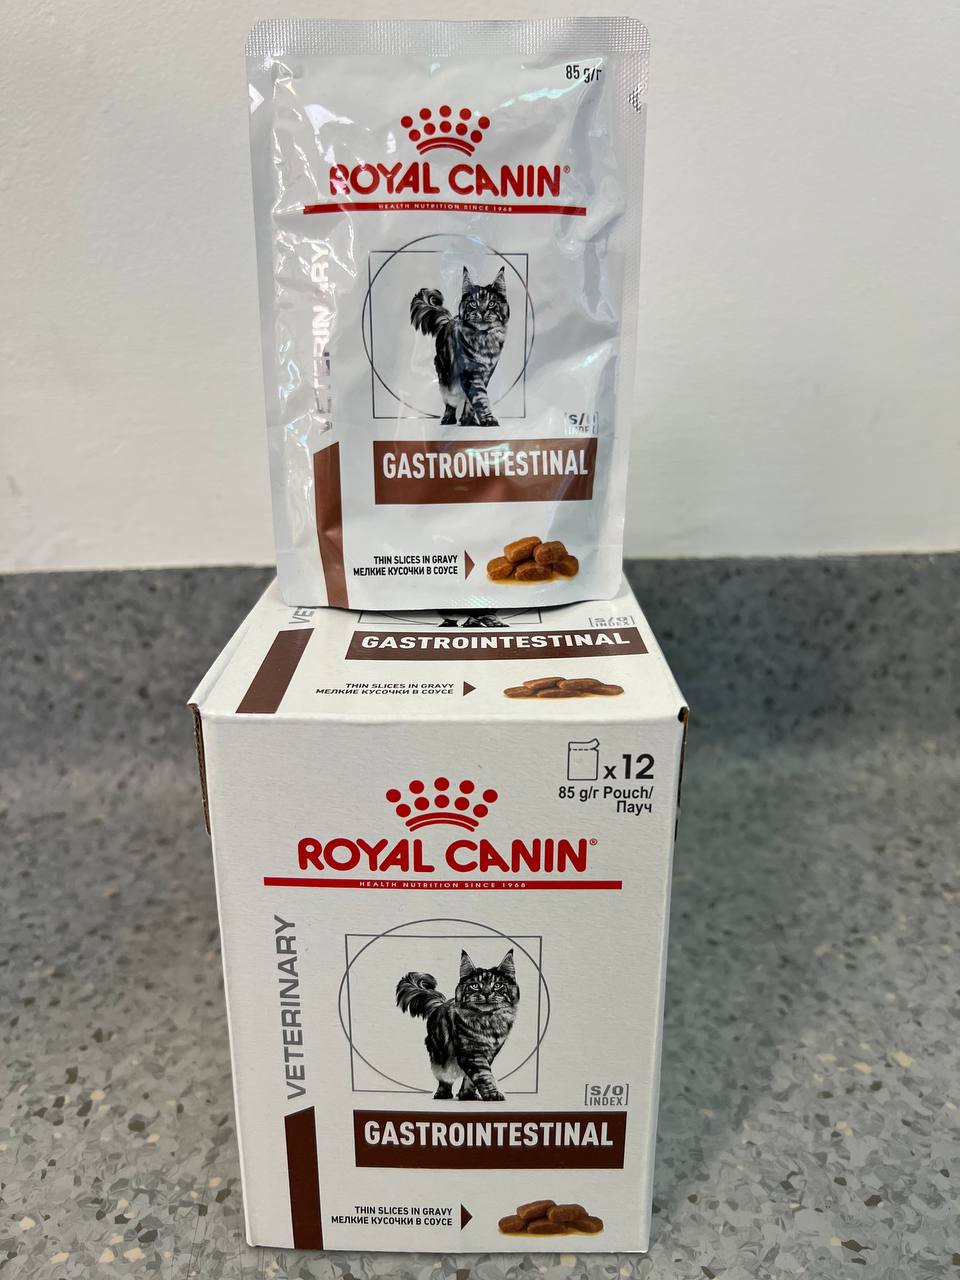 85 g/г
ROYAL CANIN®
HEALTH NUTRITION SINCE 1968
VETERINARY
S/O
INDEX
GASTROINTESTINAL
THIN SLICES IN GRAVY
МЕЛКИЕ КУСОЧКИ В СОУСЕ
S/O
INDEX
GASTROINTESTINAL
THIN SLICES IN GRAVY
МЕЛКИЕ КУСОЧКИ В СОУСЕ
x12
85 g/г Pouch/
Пауч
ROYAL CANIN®
HEALTH NUTRITION SINCE 1968
VETERINARY
S/O
INDEX
GASTROINTESTINAL
THIN SLICES IN GRAVY
МЕЛКИЕ КУСОЧКИ В СОУСЕ